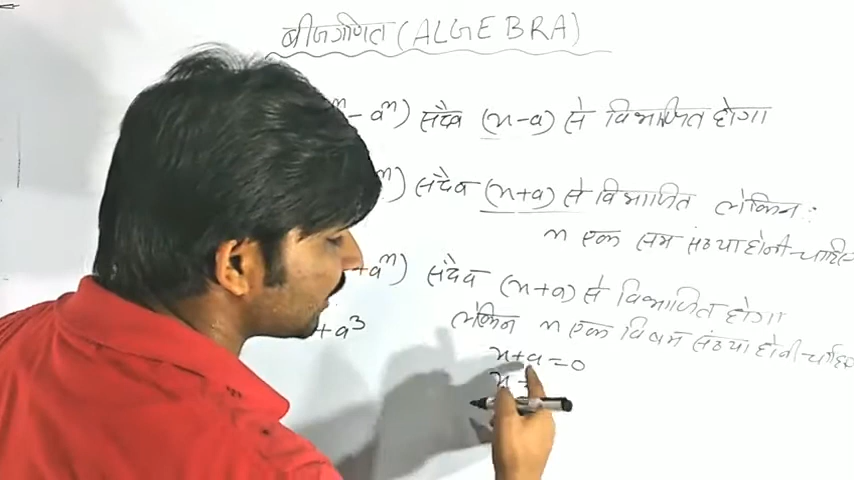 बीजगणित (ALGEBRA)
- aⁿ) सदैव (x-a) से विभाजित होगा
ⁿ) सदैव (x+a) से विभाजित लेकिन :
n एक सम संख्या होनी चाहिए
+aⁿ) सदैव (x+a) से विभाजित होगा
लेकिन n एक विषम संख्या होनी चाहिए
+ a³
x+a=0
x =